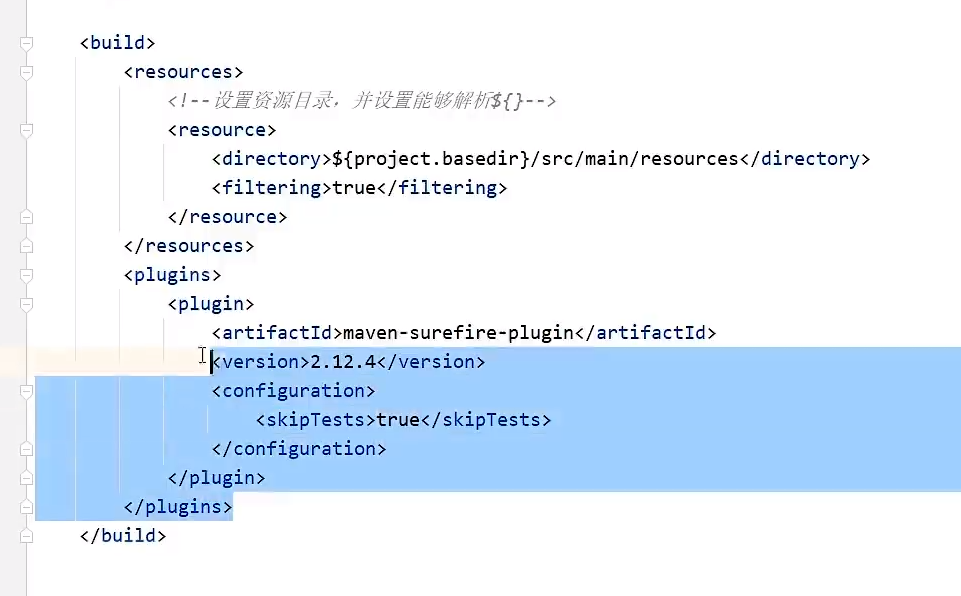 <build>
<resources>
<!--设置资源目录，并设置能够解析${}-->
<resource>
<directory>${project.basedir}/src/main/resources</directory>
<filtering>true</filtering>
</resource>
</resources>
<plugins>
<plugin>
<artifactId>maven-surefire-plugin</artifactId>
<version>2.12.4</version>
<configuration>
<skipTests>true</skipTests>
</configuration>
</plugin>
</plugins>
</build>